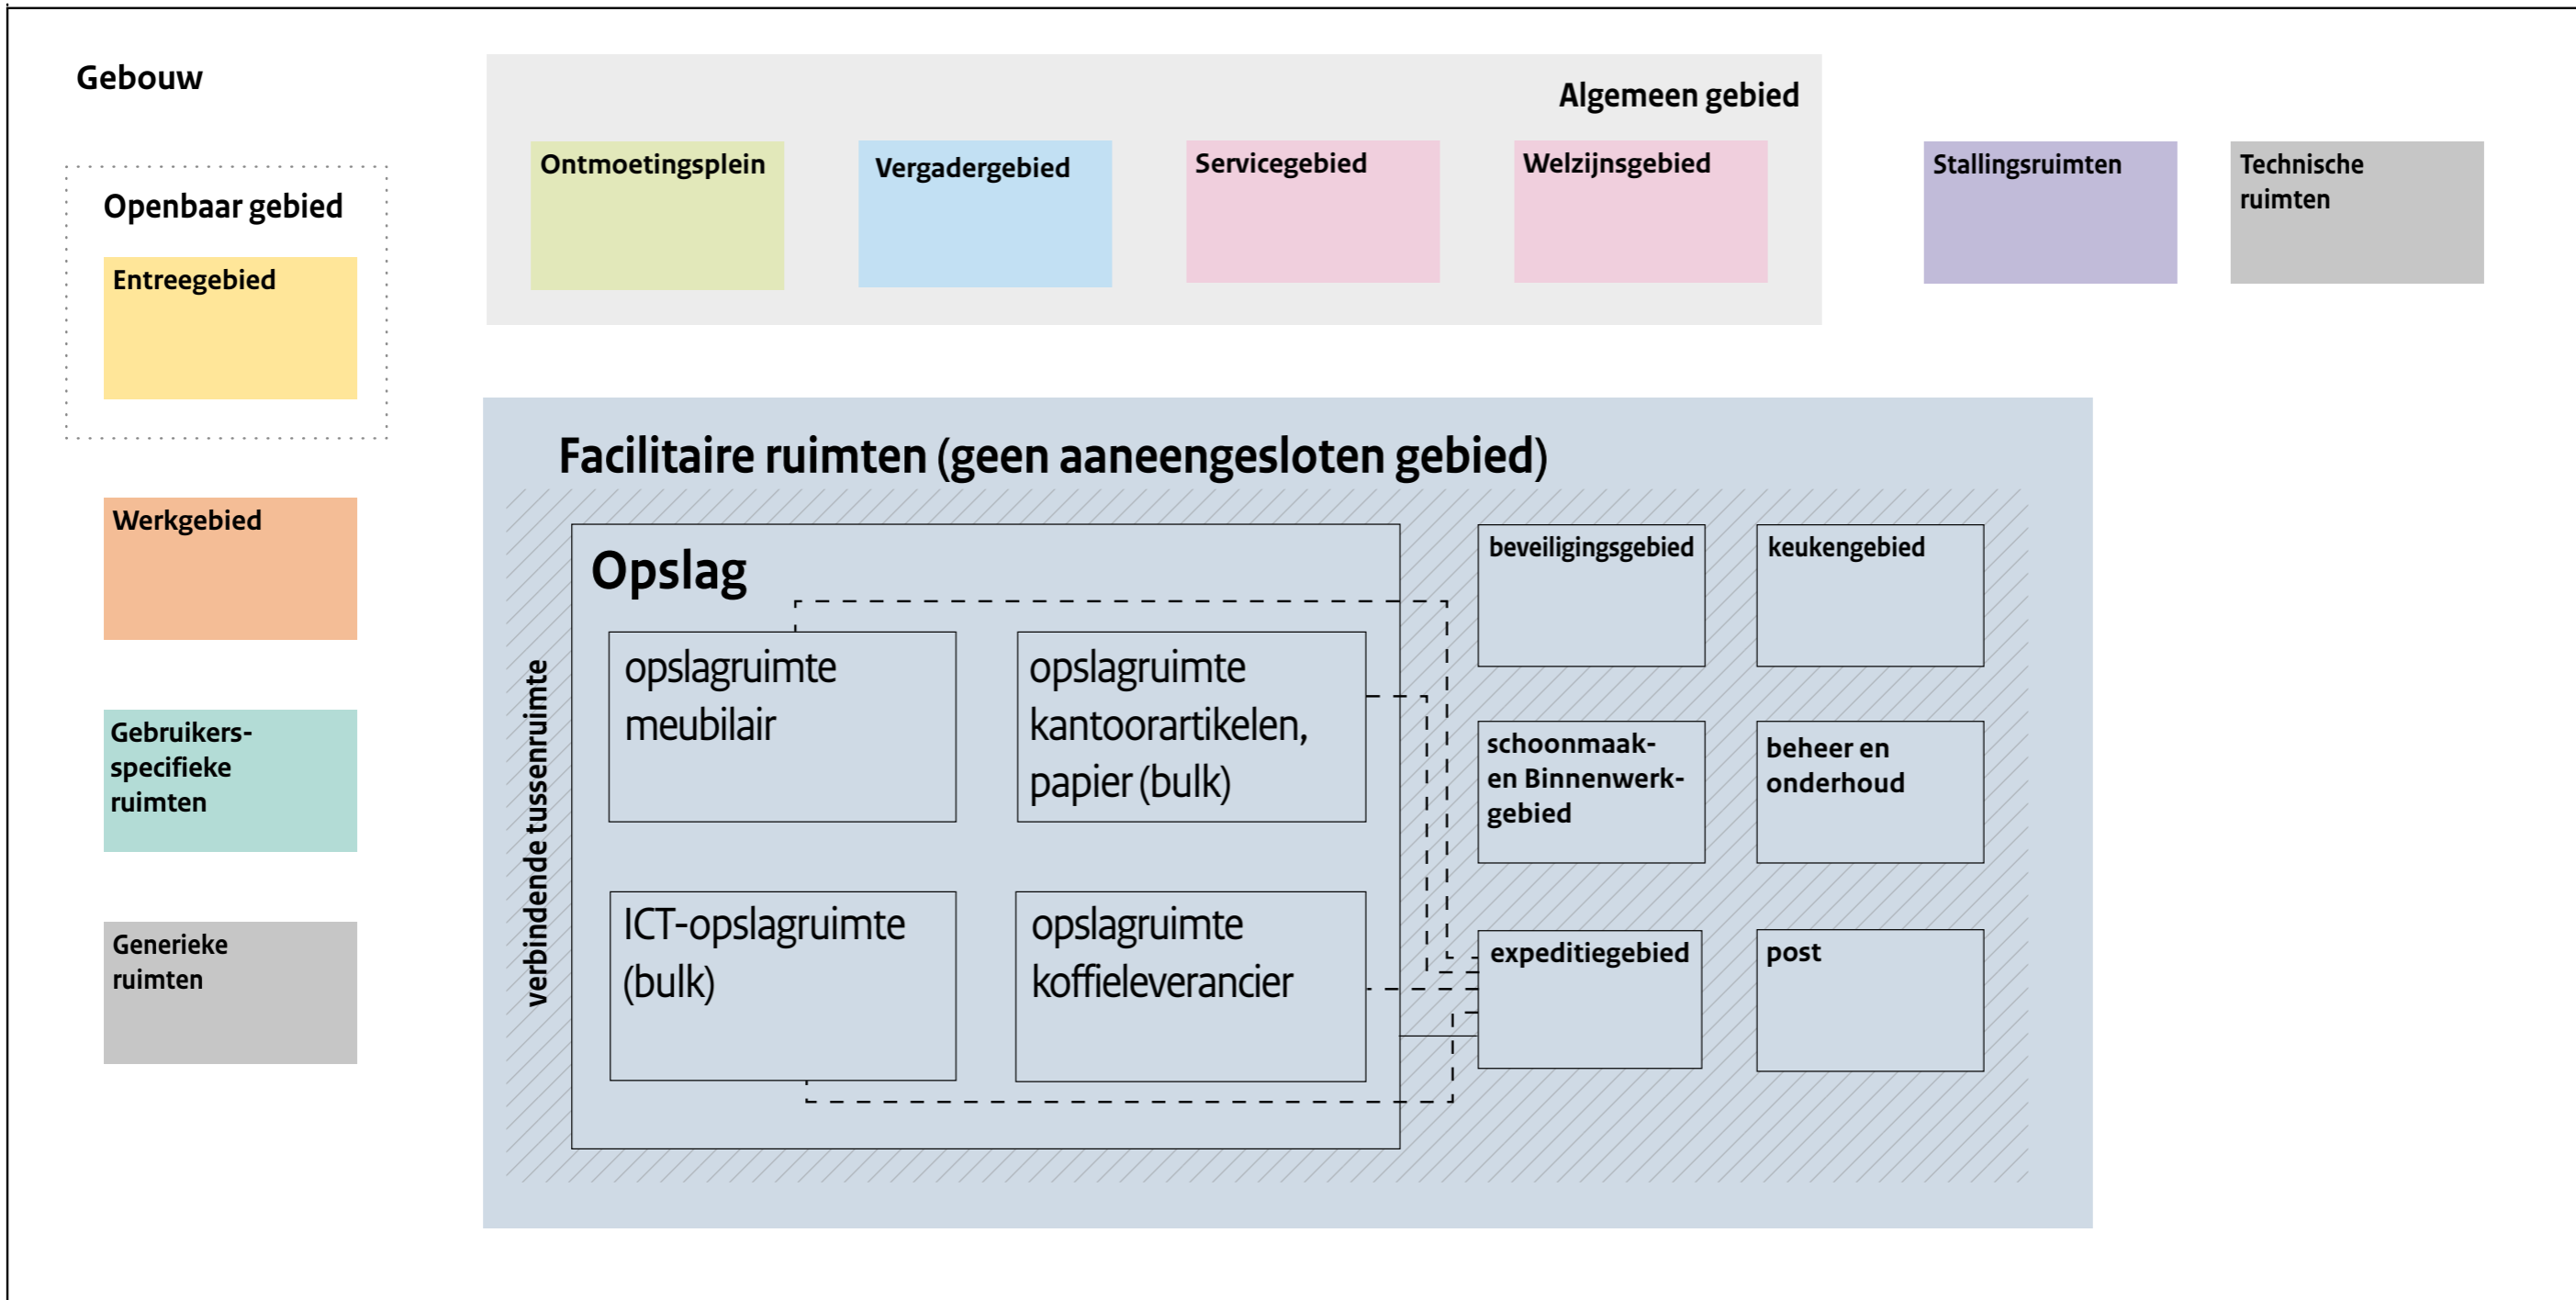 Gebouw
Algemeen gebied
Ontmoetingsplein
Vergadergebied
Servicegebied
Welzijnsgebied
Stallingsruimten
Technische
ruimten
Openbaar gebied
Entreegebied
Werkgebied
Gebruikers-
specifieke
ruimten
Generieke
ruimten
Facilitaire ruimten (geen aaneengesloten gebied)
verbindende tussenruimte
Opslag
opslagruimte
meubilair
opslagruimte
kantoorartikelen,
papier (bulk)
ICT-opslagruimte
(bulk)
opslagruimte
koffieleverancier
beveiligingsgebied
keukengebied
schoonmaak-
en Binnenwerk-
gebied
beheer en
onderhoud
expeditiegebied
post